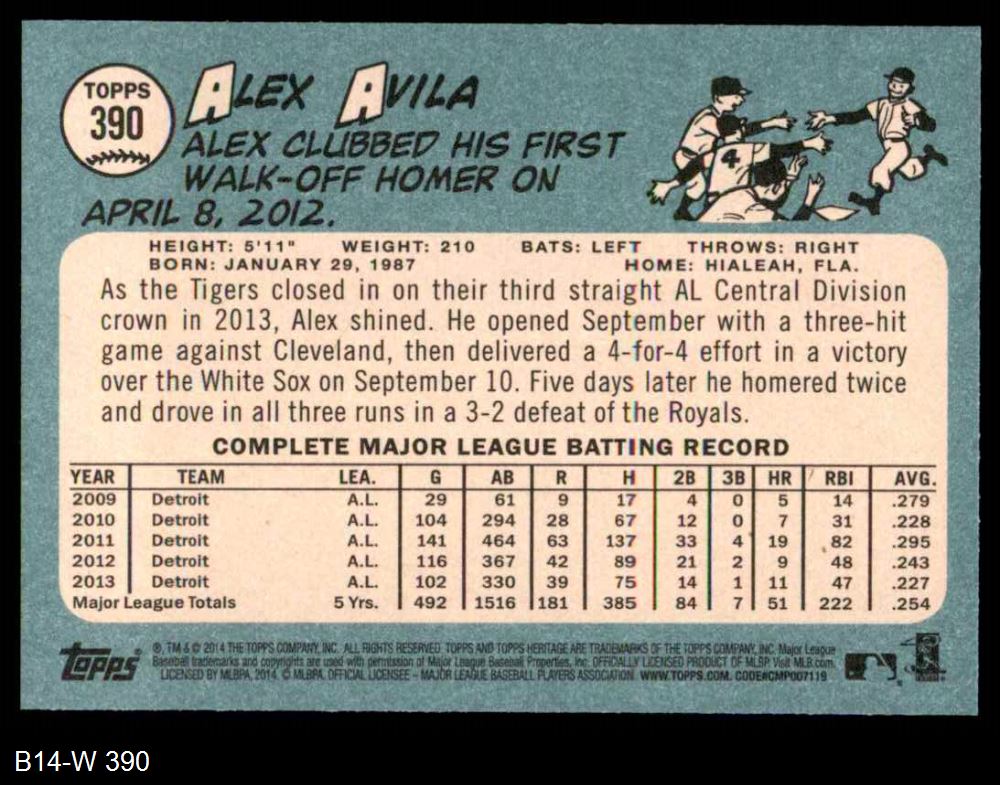 TOPPS
390
ALEX AVILA
ALEX CLUBBED HIS FIRST
WALK-OFF HOMER ON
APRIL 8, 2012.
4
HEIGHT: 5'11" WEIGHT: 210 BATS: LEFT THROWS: RIGHT
BORN: JANUARY 29, 1987 HOME: HIALEAH, FLA.
As the Tigers closed in on their third straight AL Central Division
crown in 2013, Alex shined. He opened September with a three-hit
game against Cleveland, then delivered a 4-for-4 effort in a victory
over the White Sox on September 10. Five days later he homered twice
and drove in all three runs in a 3-2 defeat of the Royals.
COMPLETE MAJOR LEAGUE BATTING RECORD
YEAR TEAM LEA. G AB R H 2B 3B HR RBI AVG.
2009 Detroit A.L. 29 61 9 17 4 0 5 14 .279
2010 Detroit A.L. 104 294 28 67 12 0 7 31 .228
2011 Detroit A.L. 141 464 63 137 33 4 19 82 .295
2012 Detroit A.L. 116 367 42 89 21 2 9 48 .243
2013 Detroit A.L. 102 330 39 75 14 1 11 47 .227
Major League Totals 5 Yrs. 492 1516 181 385 84 7 51 222 .254
Topps
®, TM & © 2014 THE TOPPS COMPANY, INC. ALL RIGHTS RESERVED. TOPPS AND TOPPS HERITAGE ARE TRADEMARKS OF THE TOPPS COMPANY, INC. Major League
Baseball trademarks and copyrights are used with permission of Major League Baseball Properties, Inc. OFFICIALLY LICENSED PRODUCT OF MLBP. Visit MLB.com.
LICENSED BY MLBPA, 2014. © MLBPA. OFFICIAL LICENSEE - MAJOR LEAGUE BASEBALL PLAYERS ASSOCIATION. WWW.TOPPS.COM. CODE#CMP007119
B14-W 390